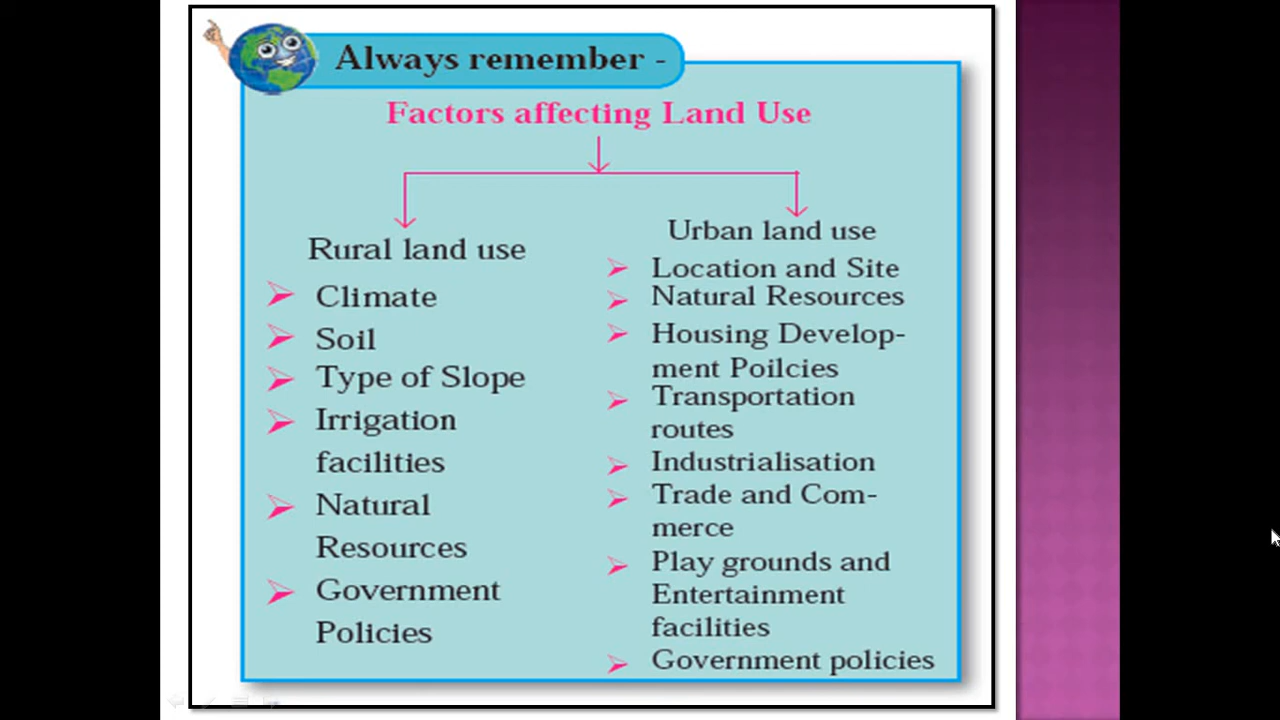 Always remember -
Factors affecting Land Use
Rural land use
Climate
Soil
Type of Slope
Irrigation
facilities
Natural
Resources
Government
Policies
Urban land use
Location and Site
Natural Resources
Housing Develop-
ment Poilcies
Transportation
routes
Industrialisation
Trade and Com-
merce
Play grounds and
Entertainment
facilities
Government policies